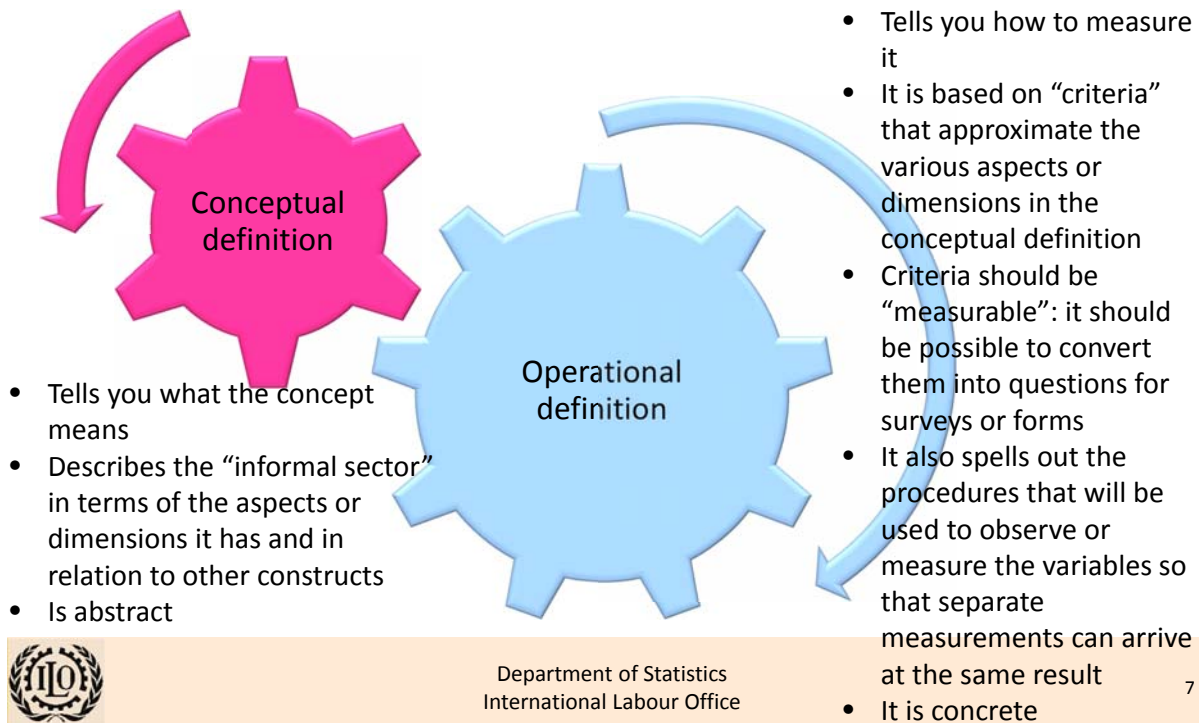 Conceptual
definition
• Tells you what the concept
means
• Describes the “informal sector”
in terms of the aspects or
dimensions it has and in
relation to other constructs
• Is abstract
Operational
definition
• Tells you how to measure
it
• It is based on “criteria”
that approximate the
various aspects or
dimensions in the
conceptual definition
• Criteria should be
“measurable”: it should
be possible to convert
them into questions for
surveys or forms
• It also spells out the
procedures that will be
used to observe or
measure the variables so
that separate
measurements can arrive
at the same result
• It is concrete
ILO
Department of Statistics
International Labour Office
7